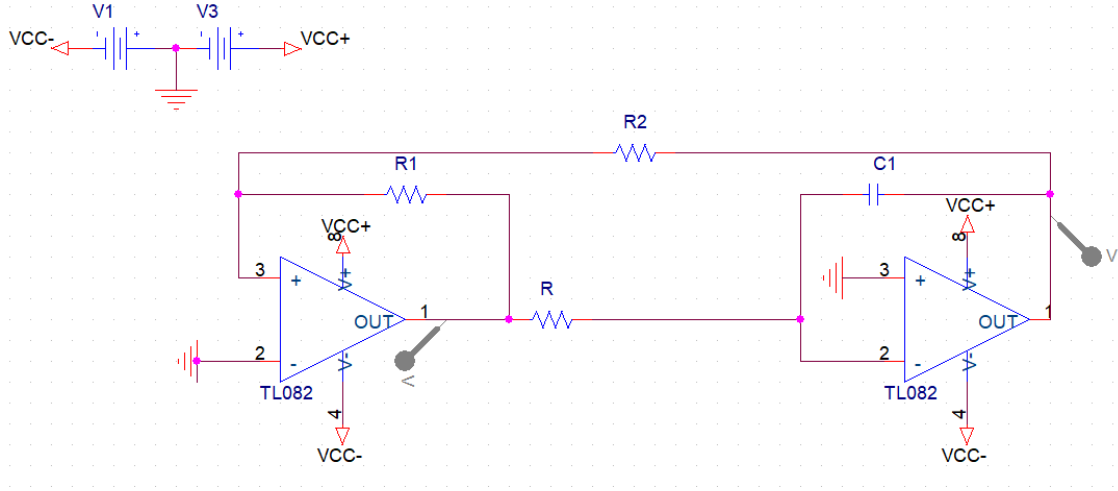 V1 V3
VCC- VCC+
R2
R1 C1
VCC+ VCC+
8 8
3 + V+ 3 + V+
R
OUT 1 OUT 1
V V
2 - V- 2 - V-
TL082 TL082
4 4
VCC- VCC-